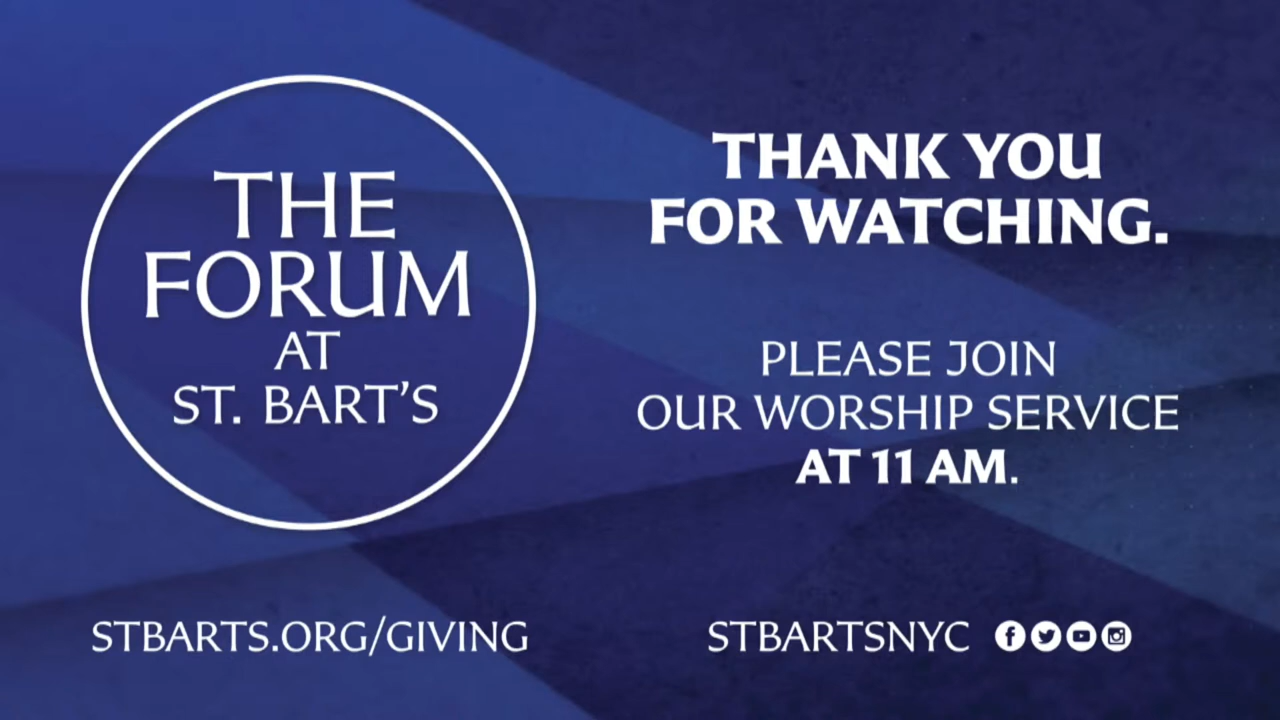 THE
FORUM
AT
ST. BART'S
THANK YOU
FOR WATCHING.
PLEASE JOIN
OUR WORSHIP SERVICE
AT 11 AM.
STBARTS.ORG/GIVING
STBARTSNYC